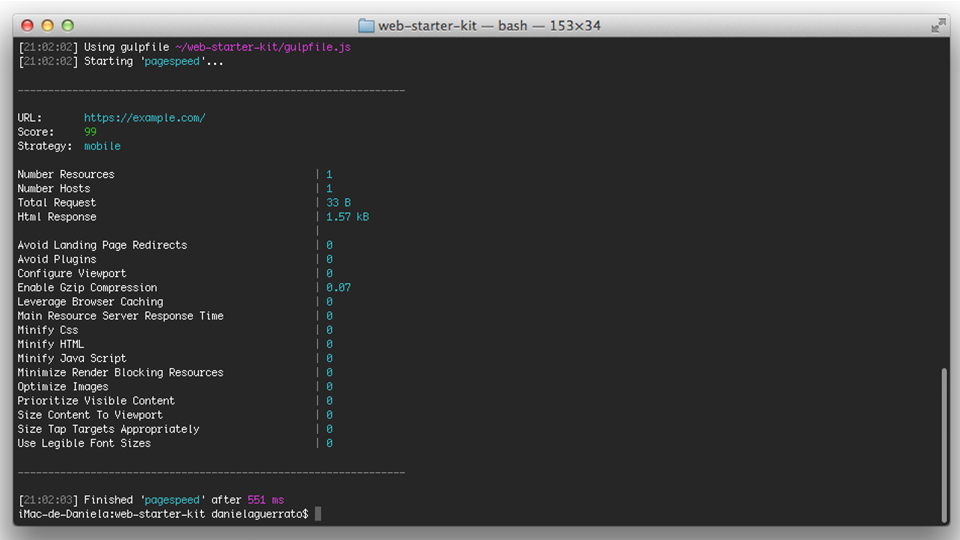 web-starter-kit — bash — 153×34
[21:02:02] Using gulpfile ~/web-starter-kit/gulpfile.js
[21:02:02] Starting 'pagespeed'...
----------------------------------------------------------------
URL: https://example.com/
Score: 99
Strategy: mobile
Number Resources | 1
Number Hosts | 1
Total Request | 33 B
Html Response | 1.57 kB
|
Avoid Landing Page Redirects | 0
Avoid Plugins | 0
Configure Viewport | 0
Enable Gzip Compression | 0.07
Leverage Browser Caching | 0
Main Resource Server Response Time | 0
Minify Css | 0
Minify HTML | 0
Minify Java Script | 0
Minimize Render Blocking Resources | 0
Optimize Images | 0
Prioritize Visible Content | 0
Size Content To Viewport | 0
Size Tap Targets Appropriately | 0
Use Legible Font Sizes | 0
----------------------------------------------------------------
[21:02:03] Finished 'pagespeed' after 551 ms
iMac-de-Daniela:web-starter-kit danielaguerrato$